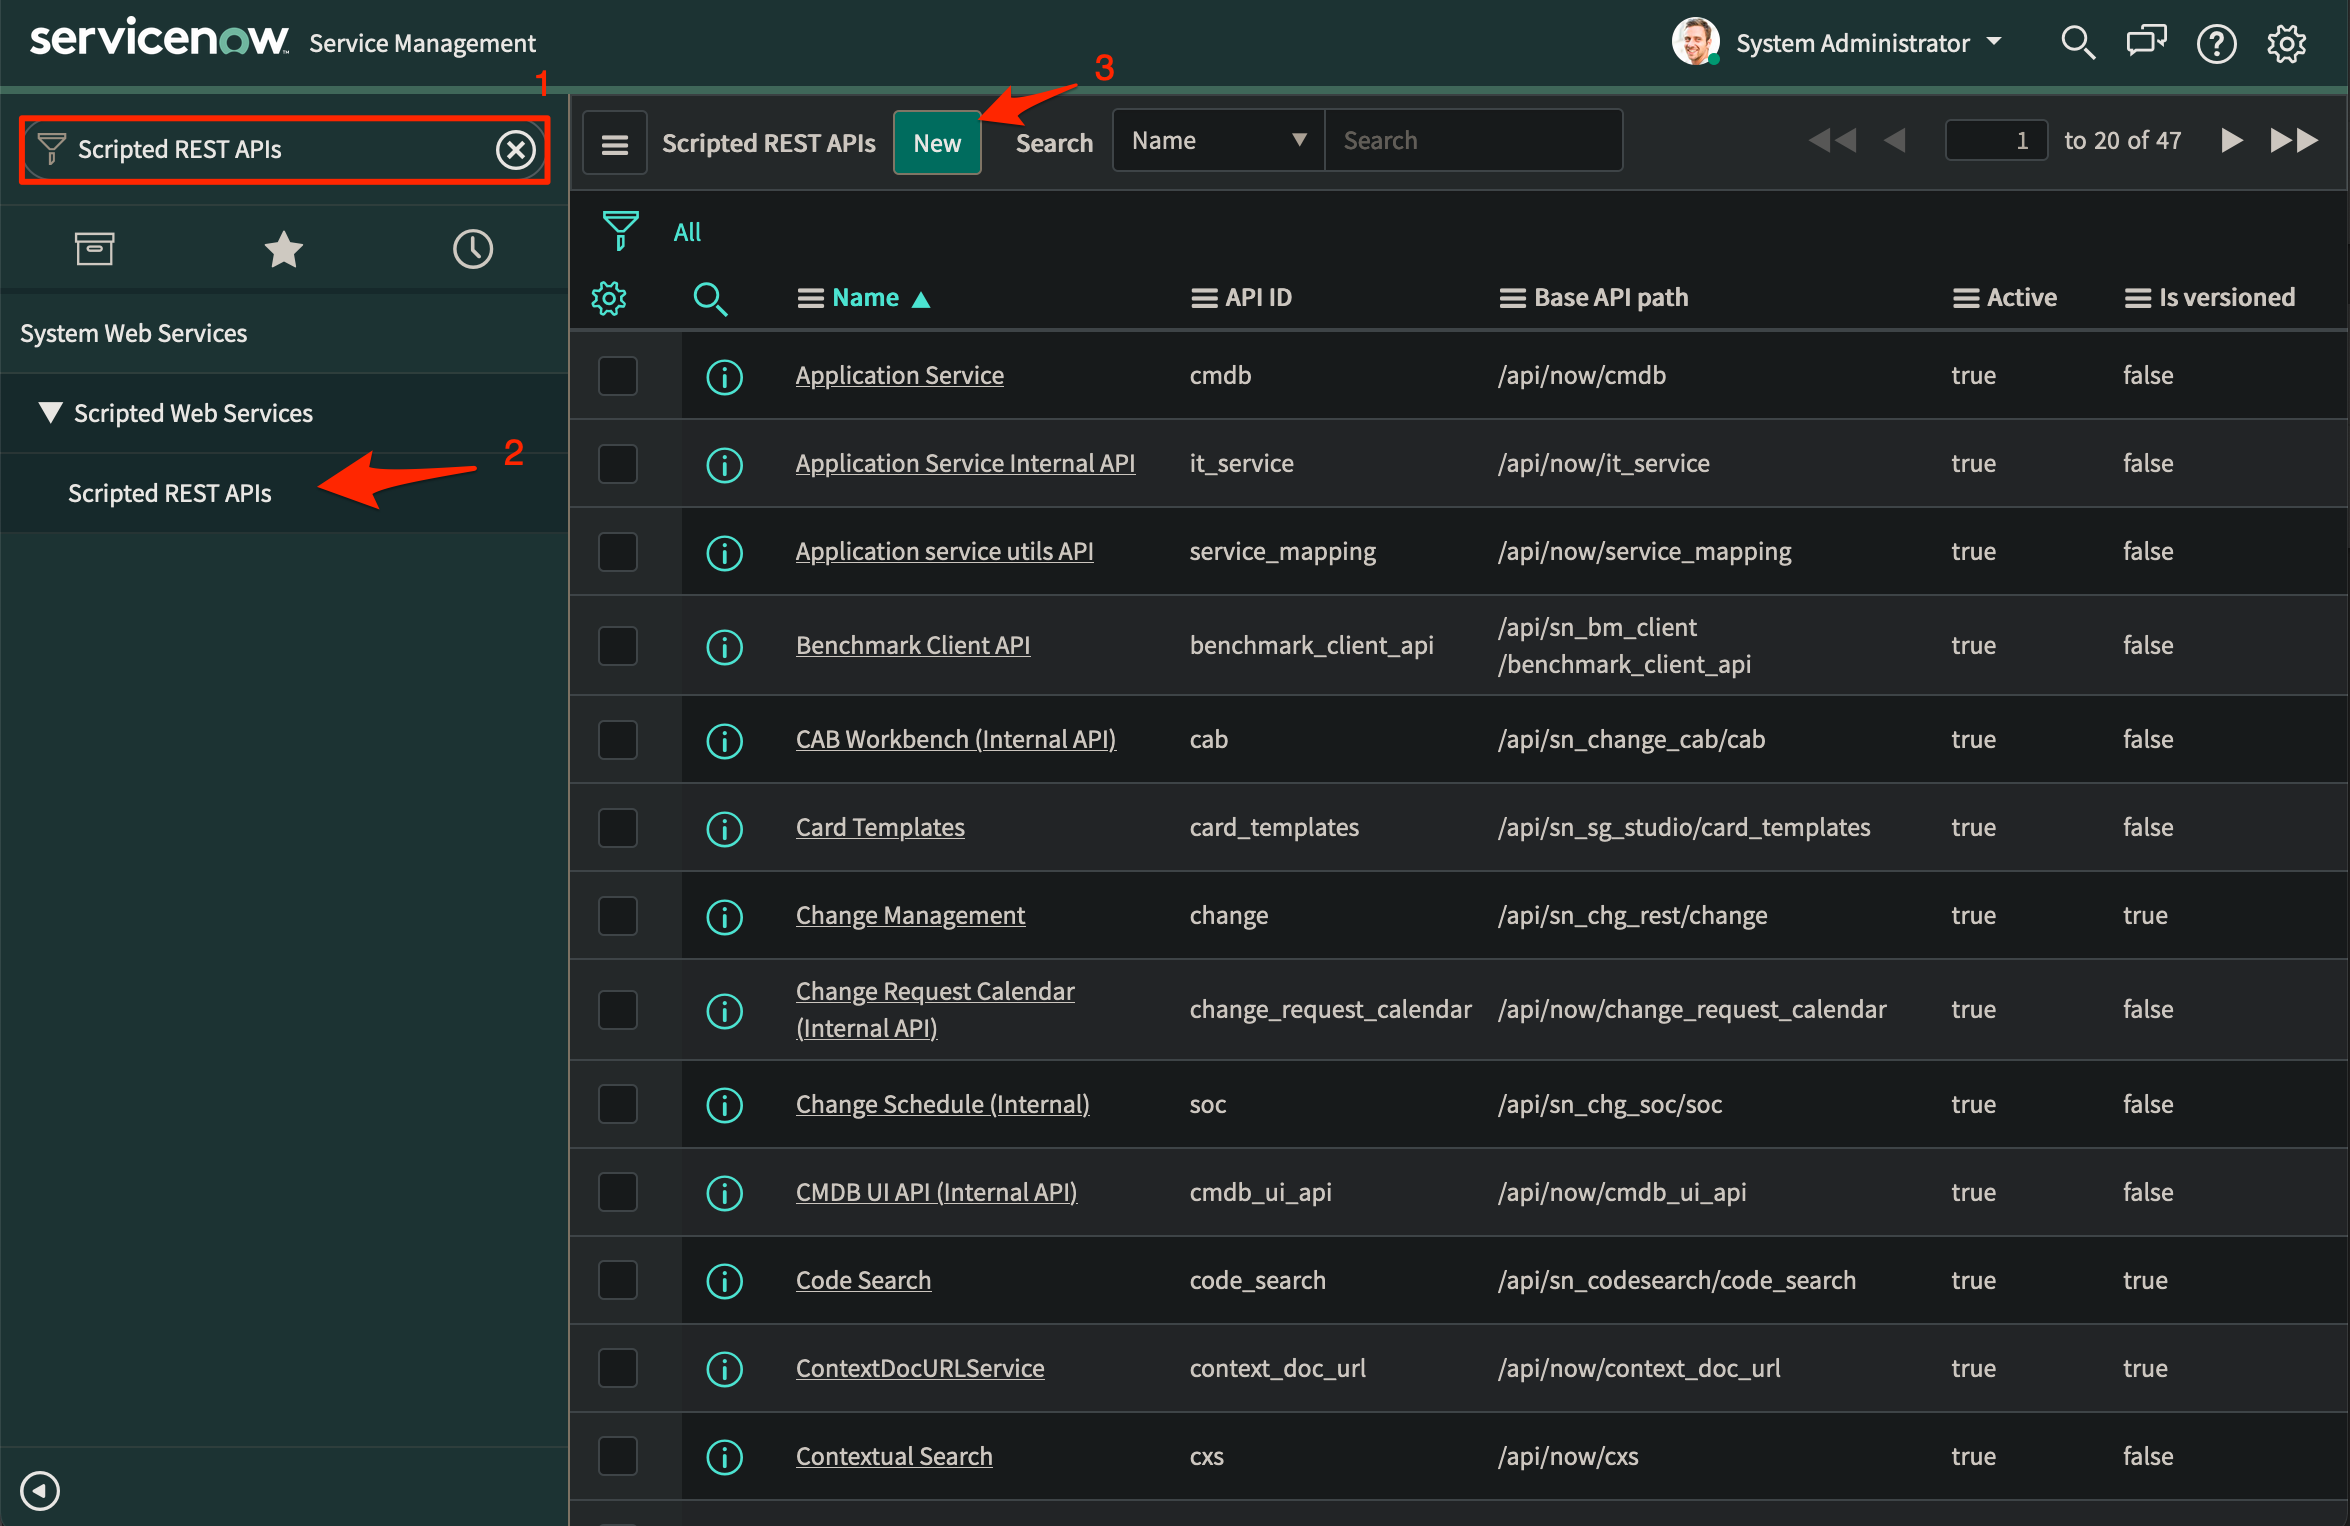 servicenow Service Management
System Administrator
1
3
Scripted REST APIs
Scripted REST APIs New Search Name Search 1 to 20 of 47
All
Name API ID Base API path Active Is versioned
System Web Services
Scripted Web Services
2
Scripted REST APIs
Application Service cmdb /api/now/cmdb true false
Application Service Internal API it_service /api/now/it_service true false
Application service utils API service_mapping /api/now/service_mapping true false
Benchmark Client API benchmark_client_api /api/sn_bm_client
/benchmark_client_api true false
CAB Workbench (Internal API) cab /api/sn_change_cab/cab true false
Card Templates card_templates /api/sn_sg_studio/card_templates true false
Change Management change /api/sn_chg_rest/change true true
Change Request Calendar
(Internal API) change_request_calendar /api/now/change_request_calendar true false
Change Schedule (Internal) soc /api/sn_chg_soc/soc true false
CMDB UI API (Internal API) cmdb_ui_api /api/now/cmdb_ui_api true false
Code Search code_search /api/sn_codesearch/code_search true true
ContextDocURLService context_doc_url /api/now/context_doc_url true true
Contextual Search cxs /api/now/cxs true false